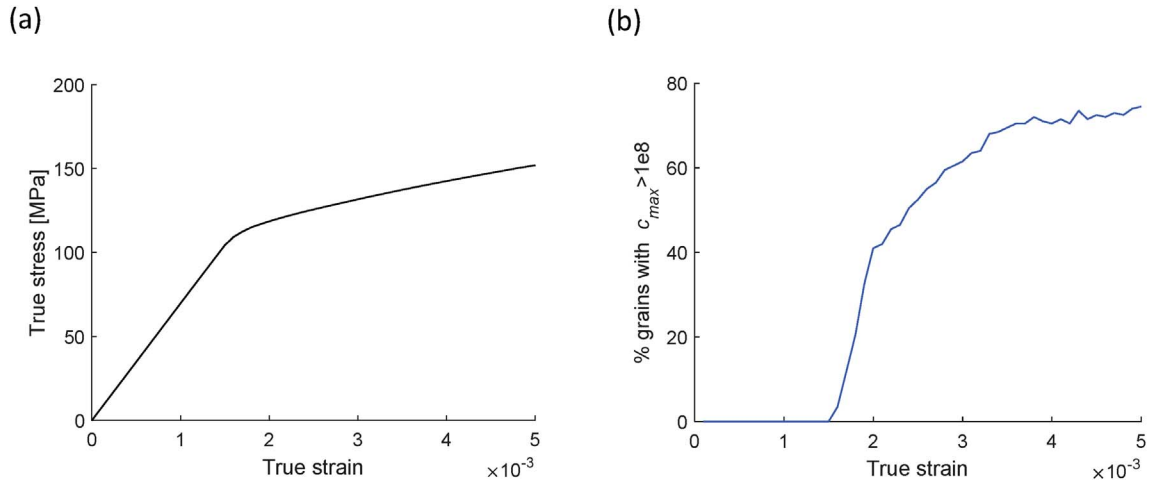 (a)
(b)
True stress [MPa]
200
150
100
50
0
0 1 2 3 4 5
True strain
×10⁻³
% grains with c_max>1e8
80
60
40
20
0
0 1 2 3 4 5
True strain
×10⁻³